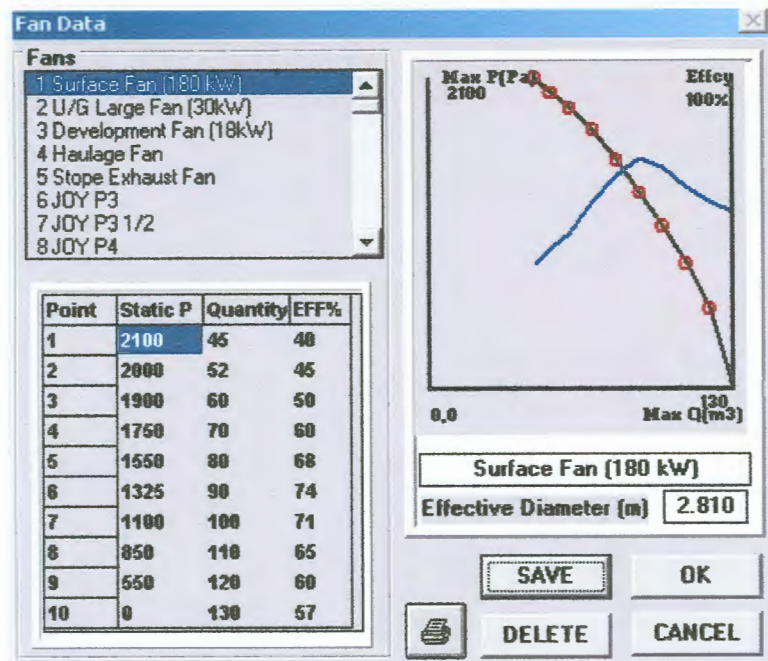 Fan Data
Fans
1 Surface Fan (180 kW)
2 U/G Large Fan (30kW)
3 Development Fan (18kW)
4 Haulage Fan
5 Stope Exhaust Fan
6 JOY P3
7 JOY P3 1/2
8 JOY P4
Point Static P Quantity EFF%
1 2100 45 40
2 2000 52 45
3 1900 60 50
4 1750 70 60
5 1550 80 68
6 1325 90 74
7 1100 100 71
8 850 110 65
9 550 120 60
10 0 130 57
Max P(Pa) Effcy
2100 100%
130
0,0 Max Q(m3)
Surface Fan (180 kW)
Effective Diameter (m) 2.810
SAVE OK
DELETE CANCEL